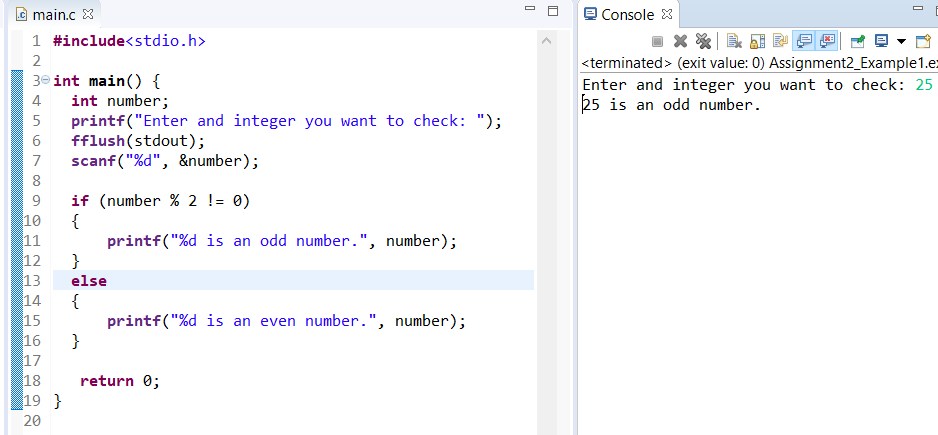 main.c
1 #include<stdio.h>
2
3 int main() {
4   int number;
5   printf("Enter and integer you want to check: ");
6   fflush(stdout);
7   scanf("%d", &number);
8
9   if (number % 2 != 0)
10   {
11       printf("%d is an odd number.", number);
12   }
13   else
14   {
15       printf("%d is an even number.", number);
16   }
17
18    return 0;
19 }
20
Console
<terminated> (exit value: 0) Assignment2_Example1.ex
Enter and integer you want to check: 25
25 is an odd number.